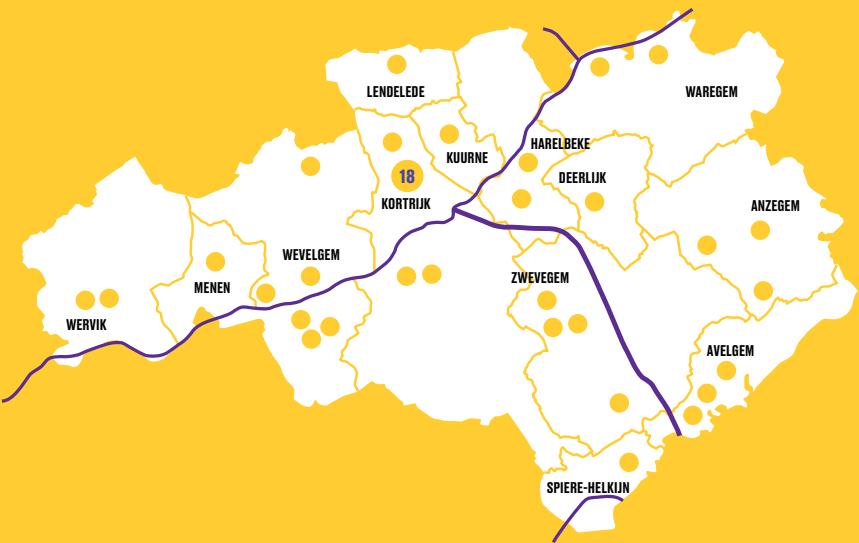 LENDELEDE
WAREGEM
HARELBEKE
KUURNE
DEERLIJK
18
KORTRIJK
ANZEGEM
WEVELGEM
ZWEVEGEM
MENEN
WERVIK
AVELGEM
SPIERE-HELKIJN